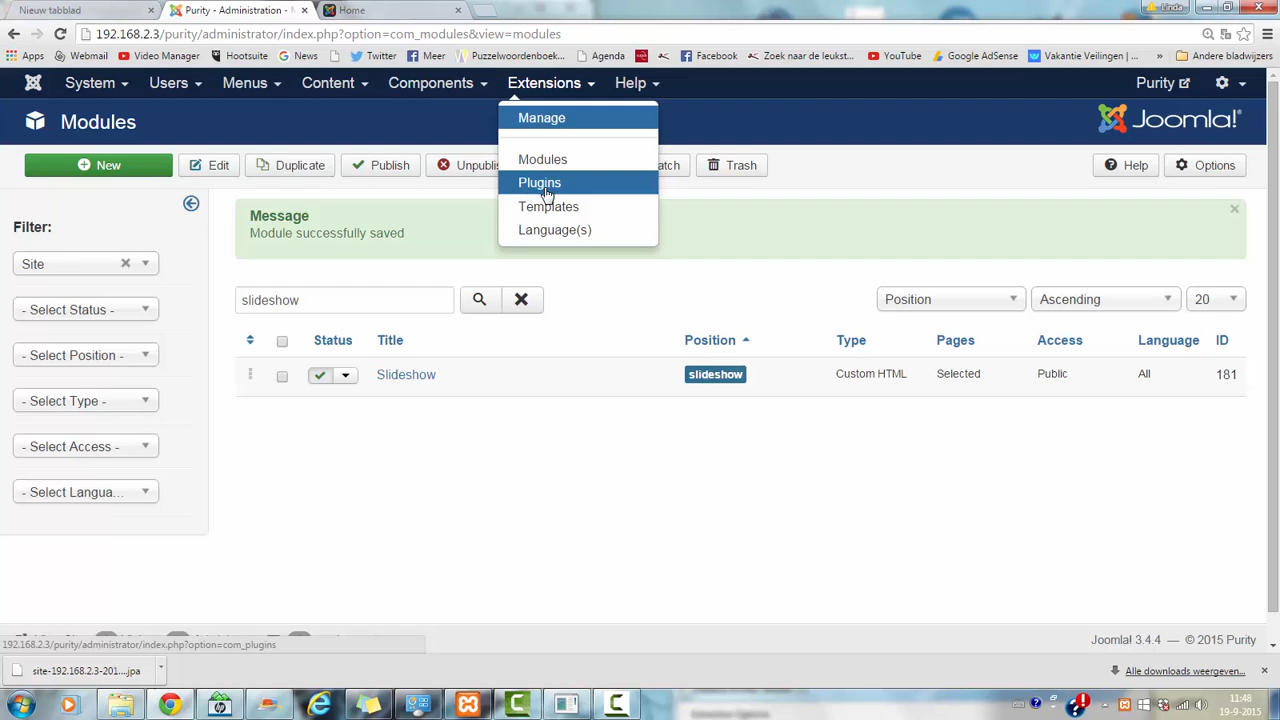 Nieuw tabblad
Purity - Administration - M
Home
Linda
192.168.2.3/purity/administrator/index.php?option=com_modules&view=modules
Apps
Webmail
Video Manager
Hootsuite
News
Meer
Puzzelwoordenboek...
Agenda
Facebook
Zoek naar de leukst...
YouTube
Google AdSense
Vakantie Veilingen
»
Andere bladwijzers
System
Users
Menus
Content
Components
Extensions
Help
Purity
Modules
Joomla!
Manage
Modules
Plugins
Templates
Language(s)
New
Edit
Duplicate
Publish
Unpublis
atch
Trash
Help
Options
Filter:
Site
- Select Status -
- Select Position -
- Select Type -
- Select Access -
- Select Langua...
Message
Module successfully saved
slideshow
Position
Ascending
20
Status
Title
Position
Type
Pages
Access
Language
ID
Slideshow
slideshow
Custom HTML
Selected
Public
All
181
192.168.2.3/purity/administrator/index.php?option=com_plugins
Joomla! 3.4.4 — © 2015 Purity
site-192.168.2.3-201....jpa
Alle downloads weergeven...
11:48
19-9-2015